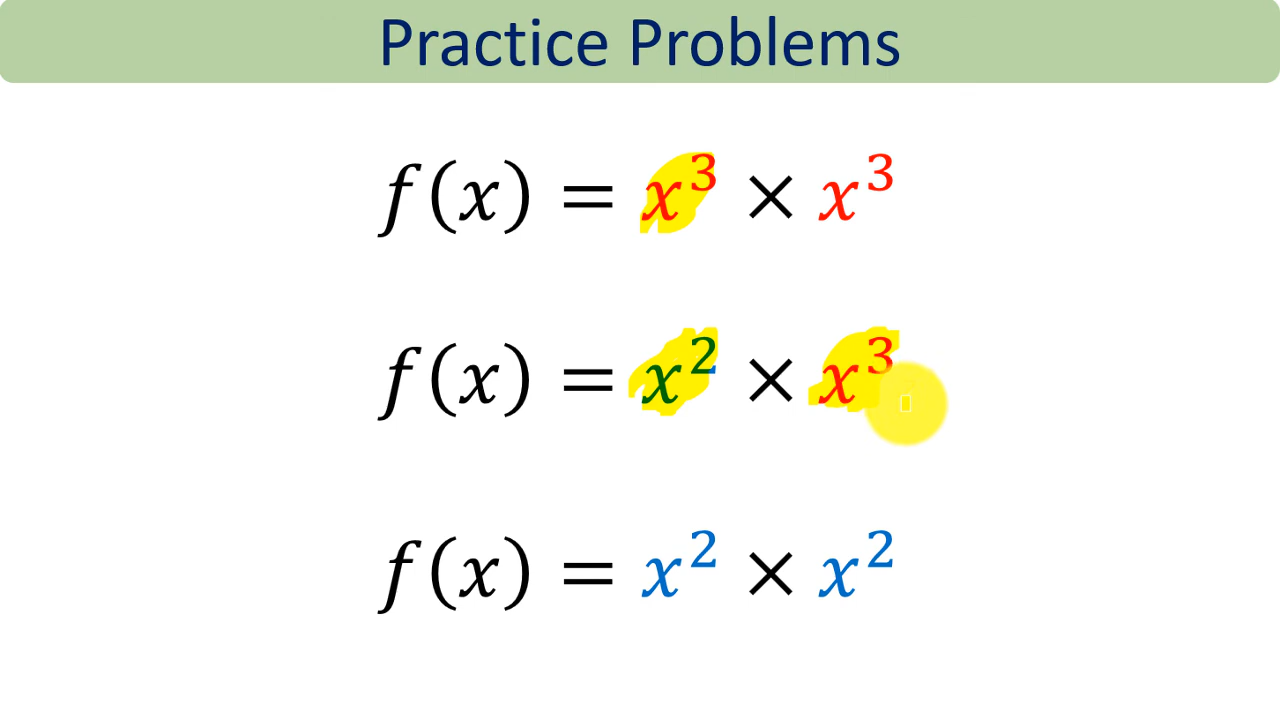 Practice Problems
f(x) = x³ × x³
f(x) = x² × x³
f(x) = x² × x²